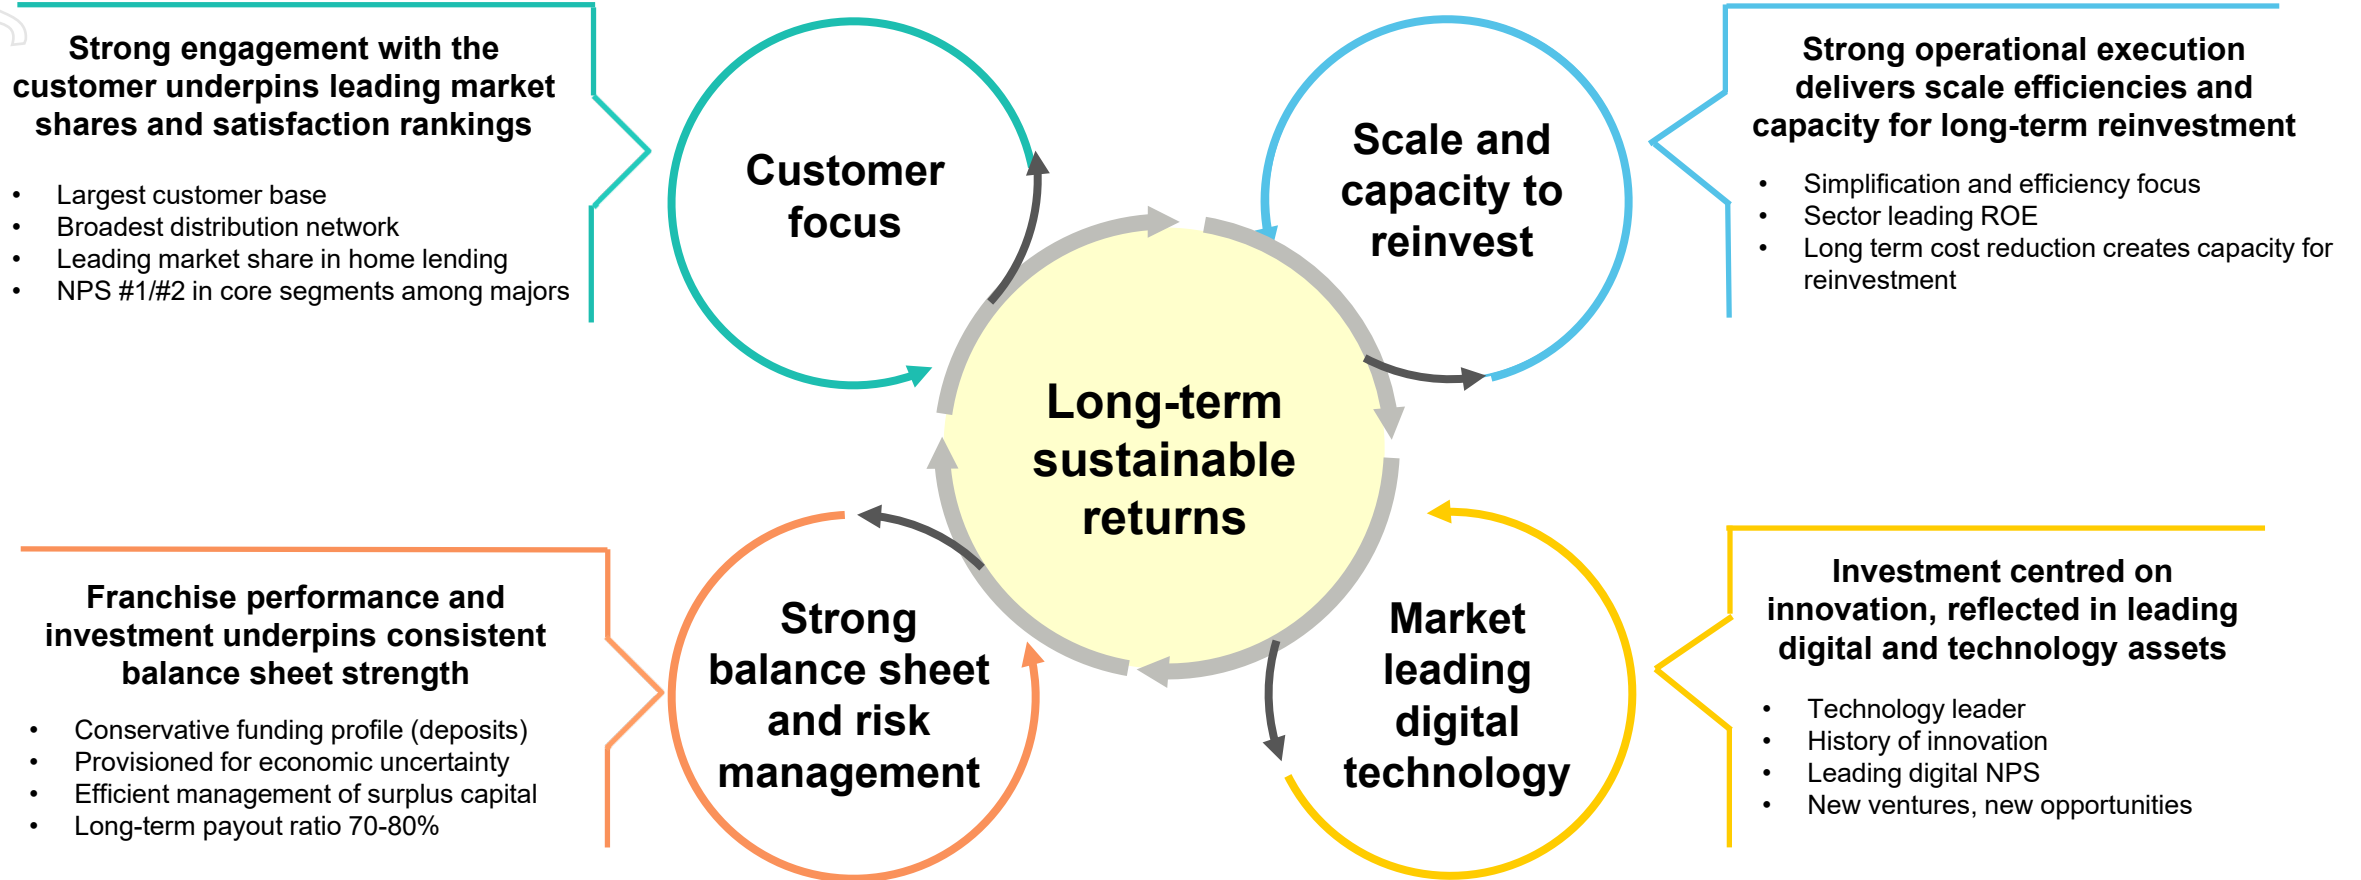 Strong engagement with the
customer underpins leading market
shares and satisfaction rankings
• Largest customer base
• Broadest distribution network
• Leading market share in home lending
• NPS #1/#2 in core segments among majors
Customer
focus
Scale and
capacity to
reinvest
Strong operational execution
delivers scale efficiencies and
capacity for long-term reinvestment
• Simplification and efficiency focus
• Sector leading ROE
• Long term cost reduction creates capacity for
reinvestment
Long-term
sustainable
returns
Franchise performance and
investment underpins consistent
balance sheet strength
• Conservative funding profile (deposits)
• Provisioned for economic uncertainty
• Efficient management of surplus capital
• Long-term payout ratio 70-80%
Strong
balance sheet
and risk
management
Market
leading
digital
technology
Investment centred on
innovation, reflected in leading
digital and technology assets
• Technology leader
• History of innovation
• Leading digital NPS
• New ventures, new opportunities